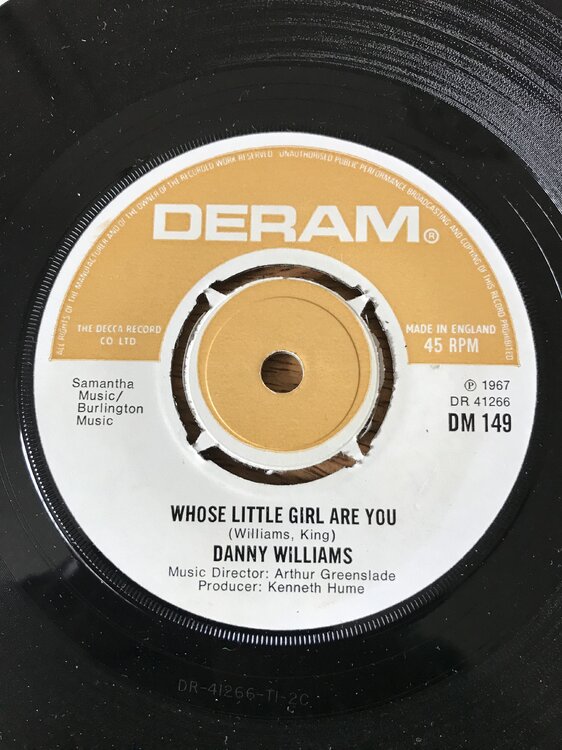 ALL RIGHTS OF THE MANUFACTURER AND OF THE OWNER OF THE RECORDED WORK RESERVED UNAUTHORISED PUBLIC PERFORMANCE BROADCASTING AND COPYING OF THIS RECORD PROHIBITED
DERAM®
THE DECCA RECORD
CO LTD
MADE IN ENGLAND
45 RPM
Samantha
Music/
Burlington
Music
℗ 1967
DR 41266
DM 149
WHOSE LITTLE GIRL ARE YOU
(Williams, King)
DANNY WILLIAMS
Music Director: Arthur Greenslade
Producer: Kenneth Hume
DR-41266-T1-2C